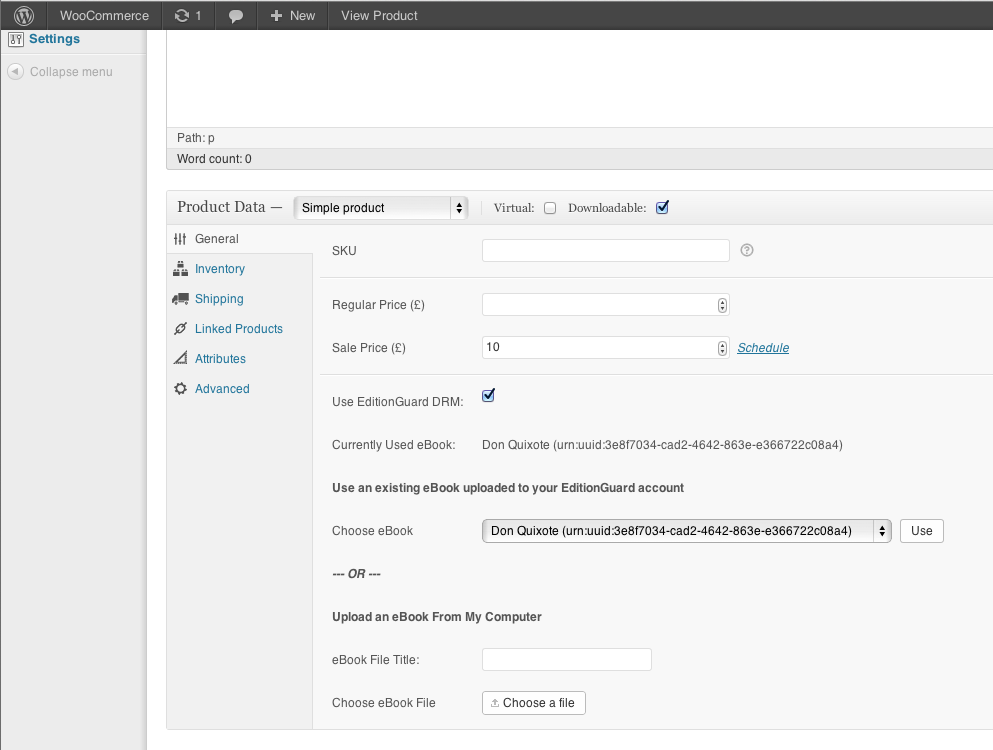 WooCommerce 1 + New View Product
Settings
Collapse menu
Path: p
Word count: 0
Product Data — Simple product Virtual: Downloadable:
General
SKU ?
Inventory
Shipping
Regular Price (£)
Linked Products
Sale Price (£) 10 Schedule
Attributes
Advanced
Use EditionGuard DRM:
Currently Used eBook: Don Quixote (urn:uuid:3e8f7034-cad2-4642-863e-e366722c08a4)
Use an existing eBook uploaded to your EditionGuard account
Choose eBook Don Quixote (urn:uuid:3e8f7034-cad2-4642-863e-e366722c08a4) Use
--- OR ---
Upload an eBook From My Computer
eBook File Title:
Choose eBook File Choose a file